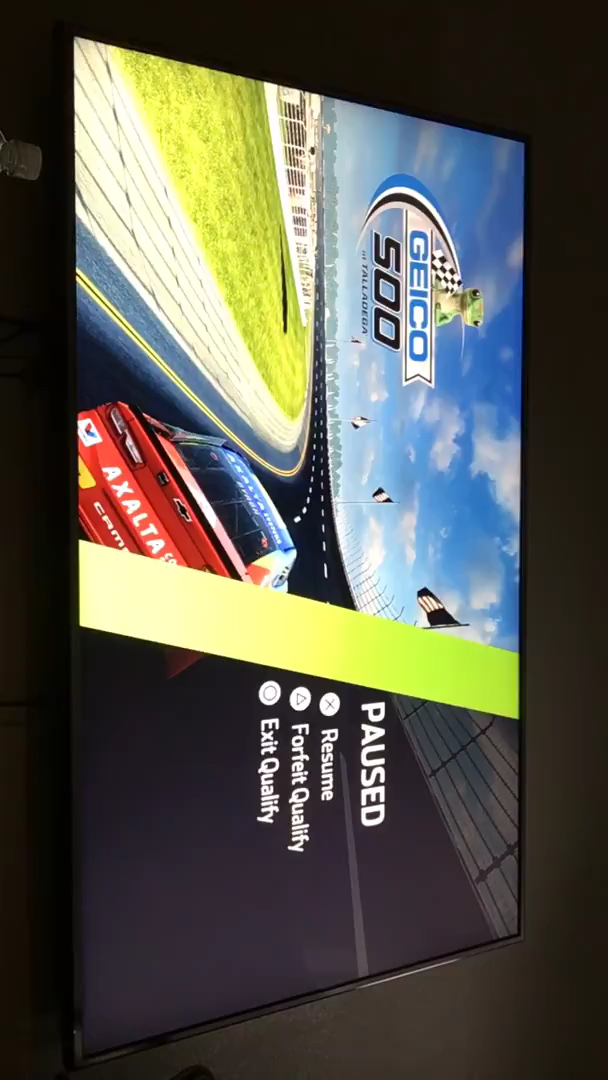 GEICO
500
at TALLADEGA
AXALTA
PAUSED
Resume
Forfeit Qualify
Exit Qualify